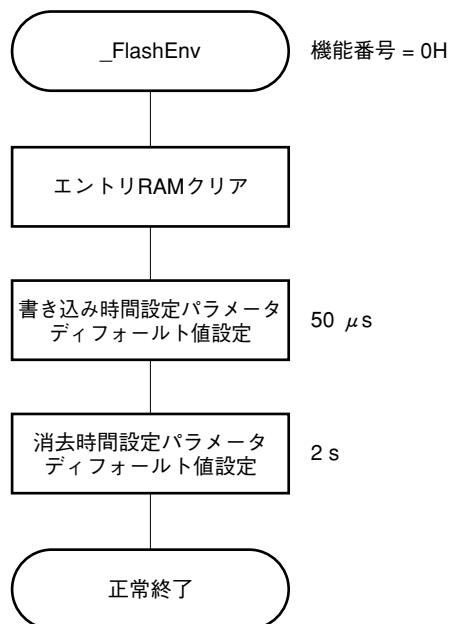 _FlashEnv
機能番号 = 0H
エントリRAMクリア
書き込み時間設定パラメータ
ディフォールト値設定
50 μs
消去時間設定パラメータ
ディフォールト値設定
2 s
正常終了